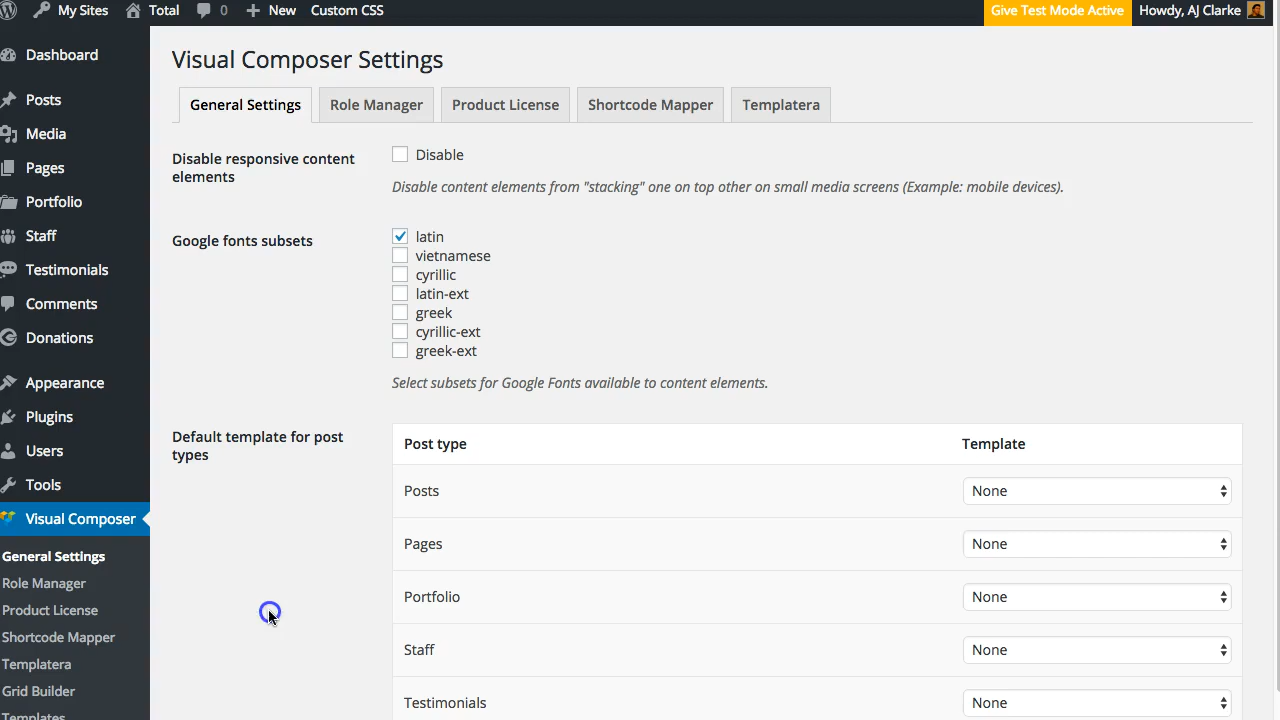 My Sites Total 0 New Custom CSS Give Test Mode Active Howdy, AJ Clarke
Dashboard
Posts
Media
Pages
Portfolio
Staff
Testimonials
Comments
Donations
Appearance
Plugins
Users
Tools
Visual Composer
General Settings
Role Manager
Product License
Shortcode Mapper
Templatera
Grid Builder
Templates
Visual Composer Settings
General Settings Role Manager Product License Shortcode Mapper Templatera
Disable responsive content
elements
Disable
Disable content elements from "stacking" one on top other on small media screens (Example: mobile devices).
Google fonts subsets
latin
vietnamese
cyrillic
latin-ext
greek
cyrillic-ext
greek-ext
Select subsets for Google Fonts available to content elements.
Default template for post
types
Post type Template
Posts None
Pages None
Portfolio None
Staff None
Testimonials None